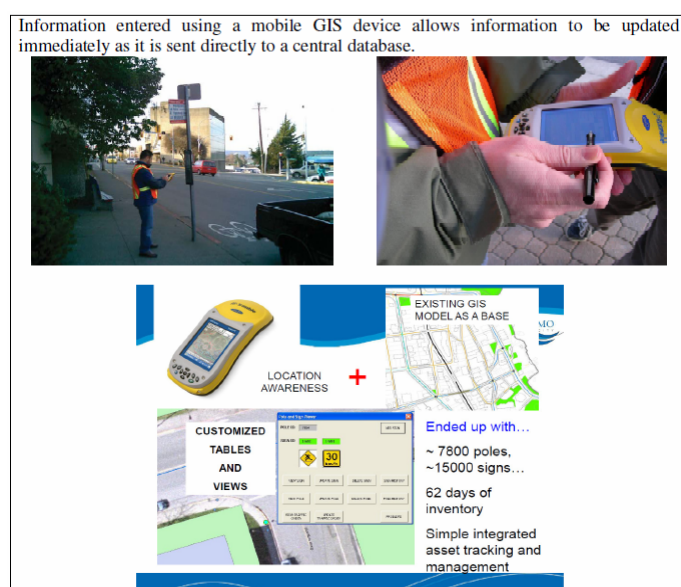 Information entered using a mobile GIS device allows information to be updated
immediately as it is sent directly to a central database.
EXISTING GIS
MODEL AS A BASE
MO
LOCATION
AWARENESS
+
CUSTOMIZED
TABLES
AND
VIEWS
30
Ended up with…
~ 7800 poles,
~15000 signs…
62 days of
inventory
Simple integrated
asset tracking and
management